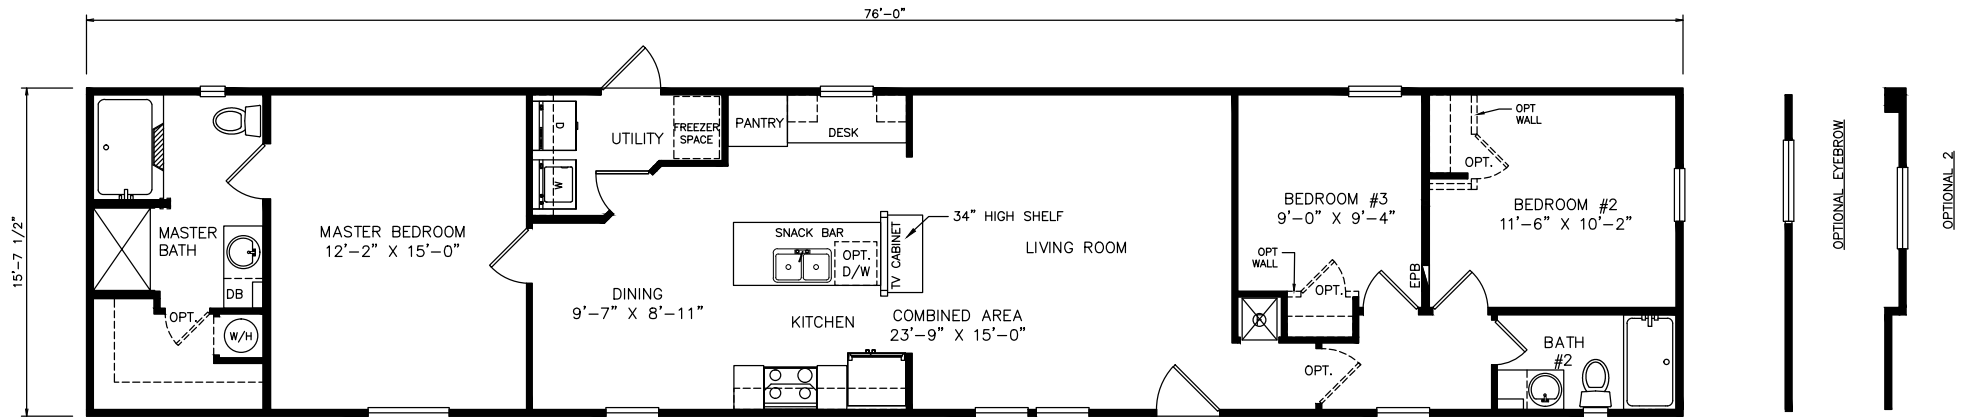 76'-0"
15'-7 1/2"
MASTER
BATH
DB
OPT.
W/H
MASTER BEDROOM
12'-2" X 15'-0"
D
W
UTILITY
FREEZER
SPACE
PANTRY
DESK
DINING
9'-7" X 8'-11"
SNACK BAR
OPT.
D/W
TV CABINET
34" HIGH SHELF
KITCHEN
LIVING ROOM
COMBINED AREA
23'-9" X 15'-0"
BEDROOM #3
9'-0" X 9'-4"
OPT
WALL
OPT.
EPB
OPT
WALL
OPT.
BEDROOM #2
11'-6" X 10'-2"
OPT.
BATH
#2
OPTIONAL EYEBROW
OPTIONAL 2